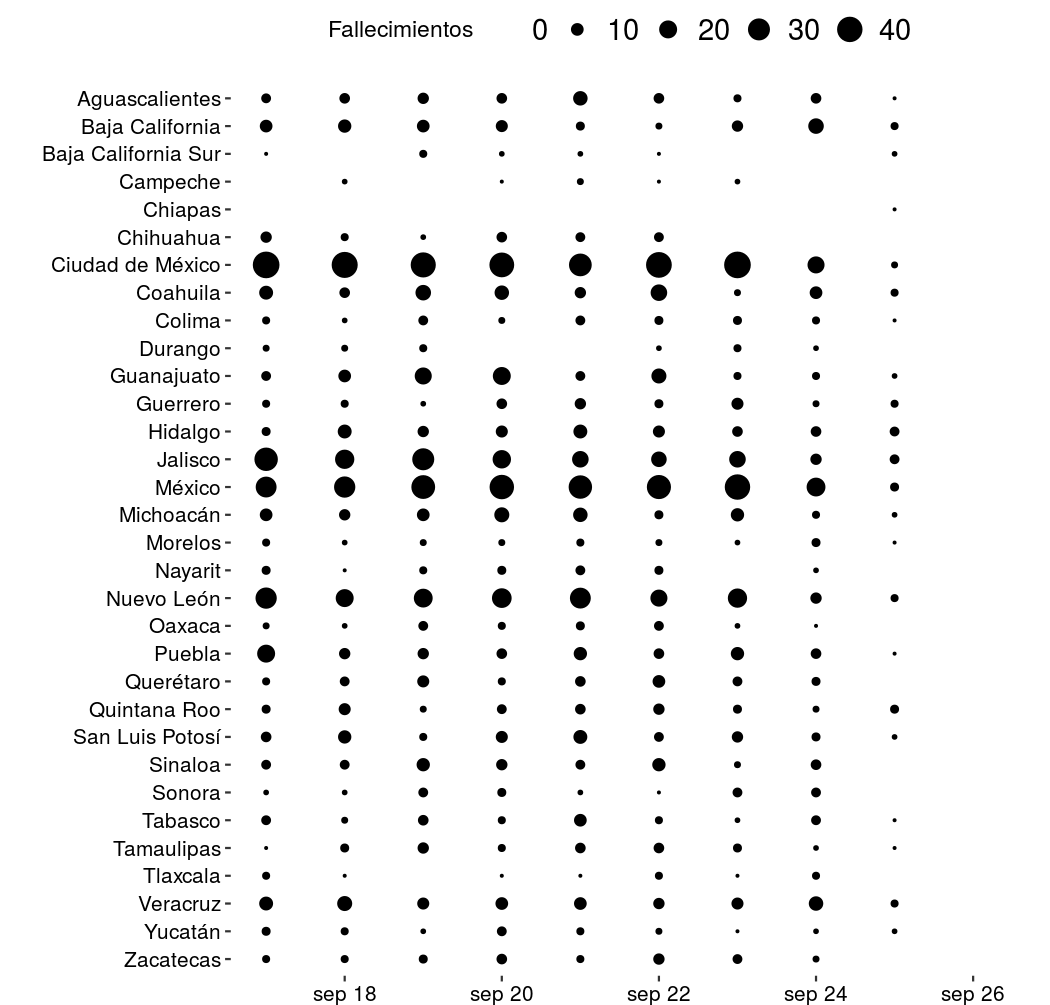 Fallecimientos 0 10 20 30 40
Aguascalientes
Baja California
Baja California Sur
Campeche
Chiapas
Chihuahua
Ciudad de México
Coahuila
Colima
Durango
Guanajuato
Guerrero
Hidalgo
Jalisco
México
Michoacán
Morelos
Nayarit
Nuevo León
Oaxaca
Puebla
Querétaro
Quintana Roo
San Luis Potosí
Sinaloa
Sonora
Tabasco
Tamaulipas
Tlaxcala
Veracruz
Yucatán
Zacatecas
sep 18 sep 20 sep 22 sep 24 sep 26